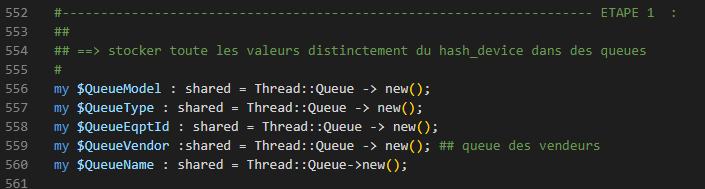 552 #------------------------------------------------------------------------ ETAPE 1 :
553 ##
554 ## ==> stocker toute les valeurs distinctement du hash_device dans des queues
555 #
556 my $QueueModel : shared = Thread::Queue -> new();
557 my $QueueType : shared = Thread::Queue -> new();
558 my $QueueEqptId : shared = Thread::Queue -> new();
559 my $QueueVendor :shared = Thread::Queue -> new(); ## queue des vendeurs
560 my $QueueName : shared = Thread::Queue->new();
561